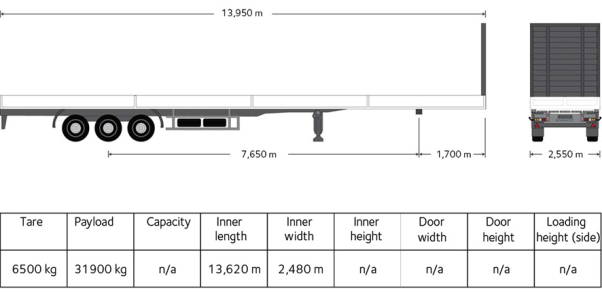 13,950 m
7,650 m
1,700 m
2,550 m
Tare Payload Capacity Inner length Inner width Inner height Door width Door height Loading height (side)
6500 kg 31900 kg n/a 13,620 m 2,480 m n/a n/a n/a n/a